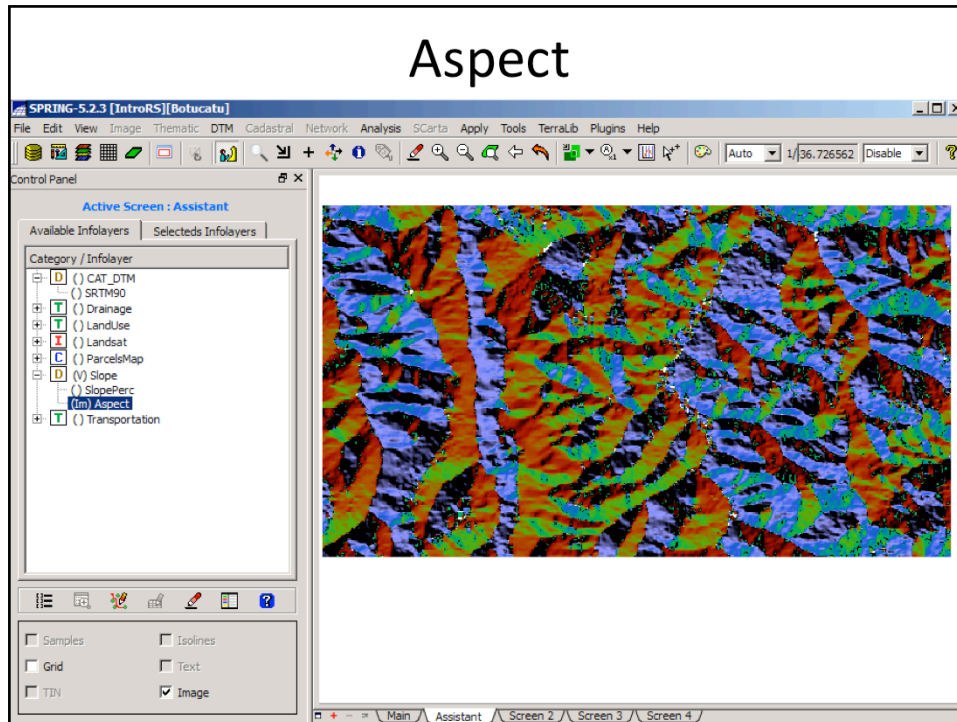 Aspect
SPRING-5.2.3 [IntroRS][Botucatu]
File Edit View Image Thematic DTM Cadastral Network Analysis SCarta Apply Tools TerraLib Plugins Help
Auto 1/36.726562 Disable
Control Panel
Active Screen : Assistant
Available Infolayers Selecteds Infolayers
Category / Infolayer
D () CAT_DTM
() SRTM90
T () Drainage
T () LandUse
I () Landsat
C () ParcelsMap
D (V) Slope
() SlopePerc
(Im) Aspect
T () Transportation
Samples Isolines
Grid Text
TIN Image
Main Assistant Screen 2 Screen 3 Screen 4